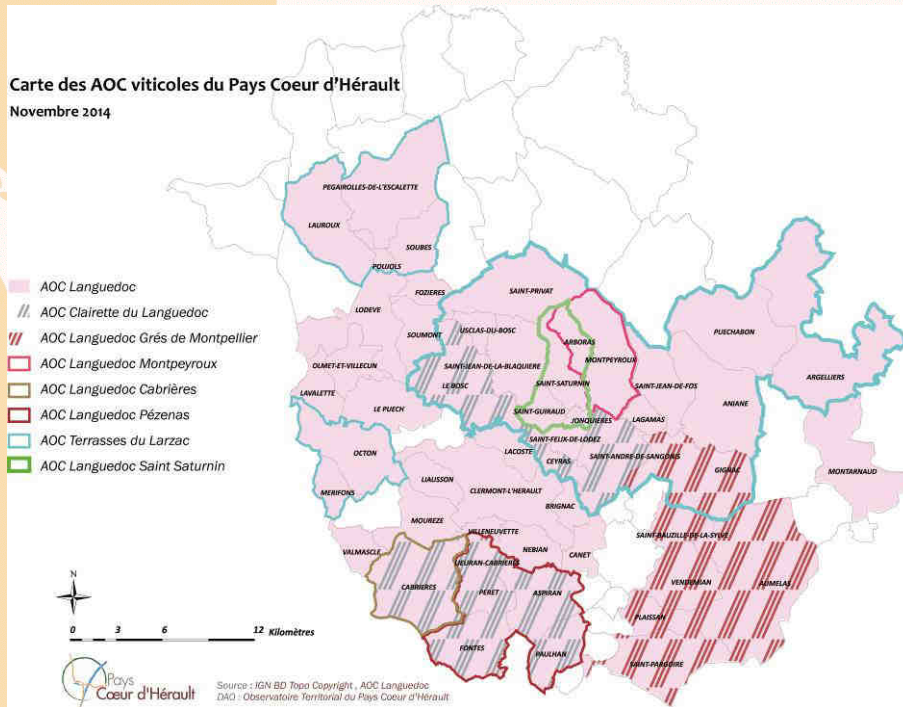 Carte des AOC viticoles du Pays Coeur d'Hérault
Novembre 2014
PEGAIROLLES-DE-L'ESCALETTE
LAUROUX
SOUBES
POUJOLS
FOZIERES
SAINT-PRIVAT
LODEVE
SOUMONT
USCLAS-DU-BOSC
ARBORAS
PUECHABON
OLMET-ET-VILLECUN
SAINT-JEAN-DE-LA-BLAQUIERE
MONTPEYROUX
ARGELLIERS
LAVALETTE
LE BOSC
SAINT-SATURNIN
SAINT-JEAN-DE-FOS
LE PUECH
SAINT-GUIRAUD
JONQUIERES
LAGAMAS
ANIANE
SAINT-FELIX-DE-LODEZ
OCTON
LACOSTE
CEYRAS
SAINT-ANDRE-DE-SANGONIS
GIGNAC
MONTARNAUD
MERIFONS
LIAUSSON
CLERMONT-L'HERAULT
BRIGNAC
MOUREZE
VILLENEUVETTE
SAINT-BAUZILLE-DE-LA-SYLVE
VALMASCLE
NEBIAN
CANET
LIEURAN-CABRIERES
CABRIERES
PERET
ASPIRAN
VENDEMIAN
AUMELAS
PLAISSAN
FONTES
PAULHAN
SAINT-PARGOIRE
AOC Languedoc
AOC Clairette du Languedoc
AOC Languedoc Grés de Montpellier
AOC Languedoc Montpeyroux
AOC Languedoc Cabrières
AOC Languedoc Pézenas
AOC Terrasses du Larzac
AOC Languedoc Saint Saturnin
N
0 3 6 12 Kilomètres
Pays
Cœur d'Hérault
Source : IGN BD Topo Copyright , AOC Languedoc
DAO : Observatoire Territorial du Pays Coeur d'Hérault